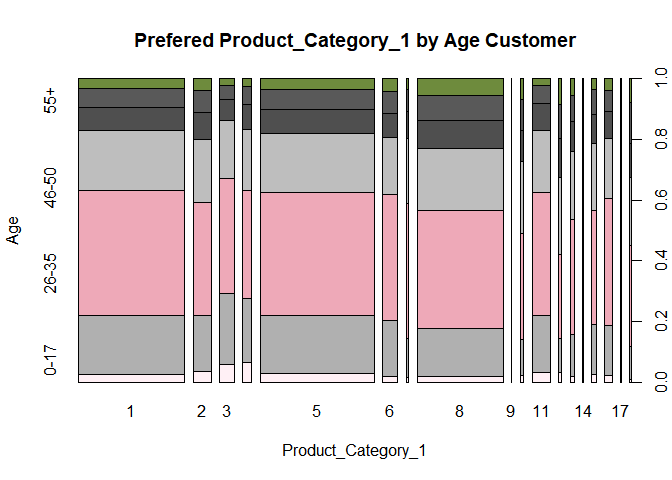 Prefered Product_Category_1 by Age Customer
Age
55+
46-50
26-35
0-17
1.0
0.8
0.6
0.4
0.2
0.0
1 2 3 5 6 8 9 11 14 17
Product_Category_1